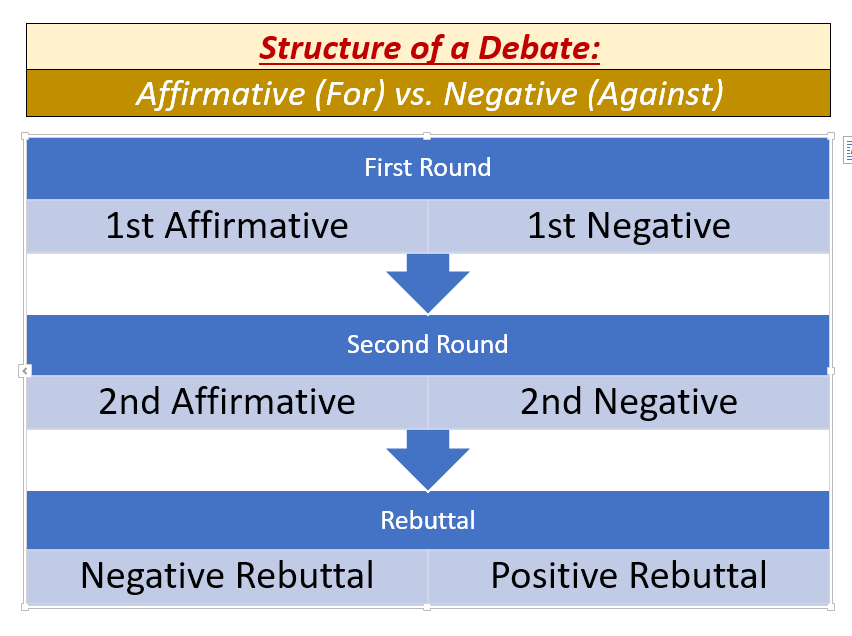 Structure of a Debate:
Affirmative (For) vs. Negative (Against)
First Round
1st Affirmative
1st Negative
Second Round
2nd Affirmative
2nd Negative
Rebuttal
Negative Rebuttal
Positive Rebuttal